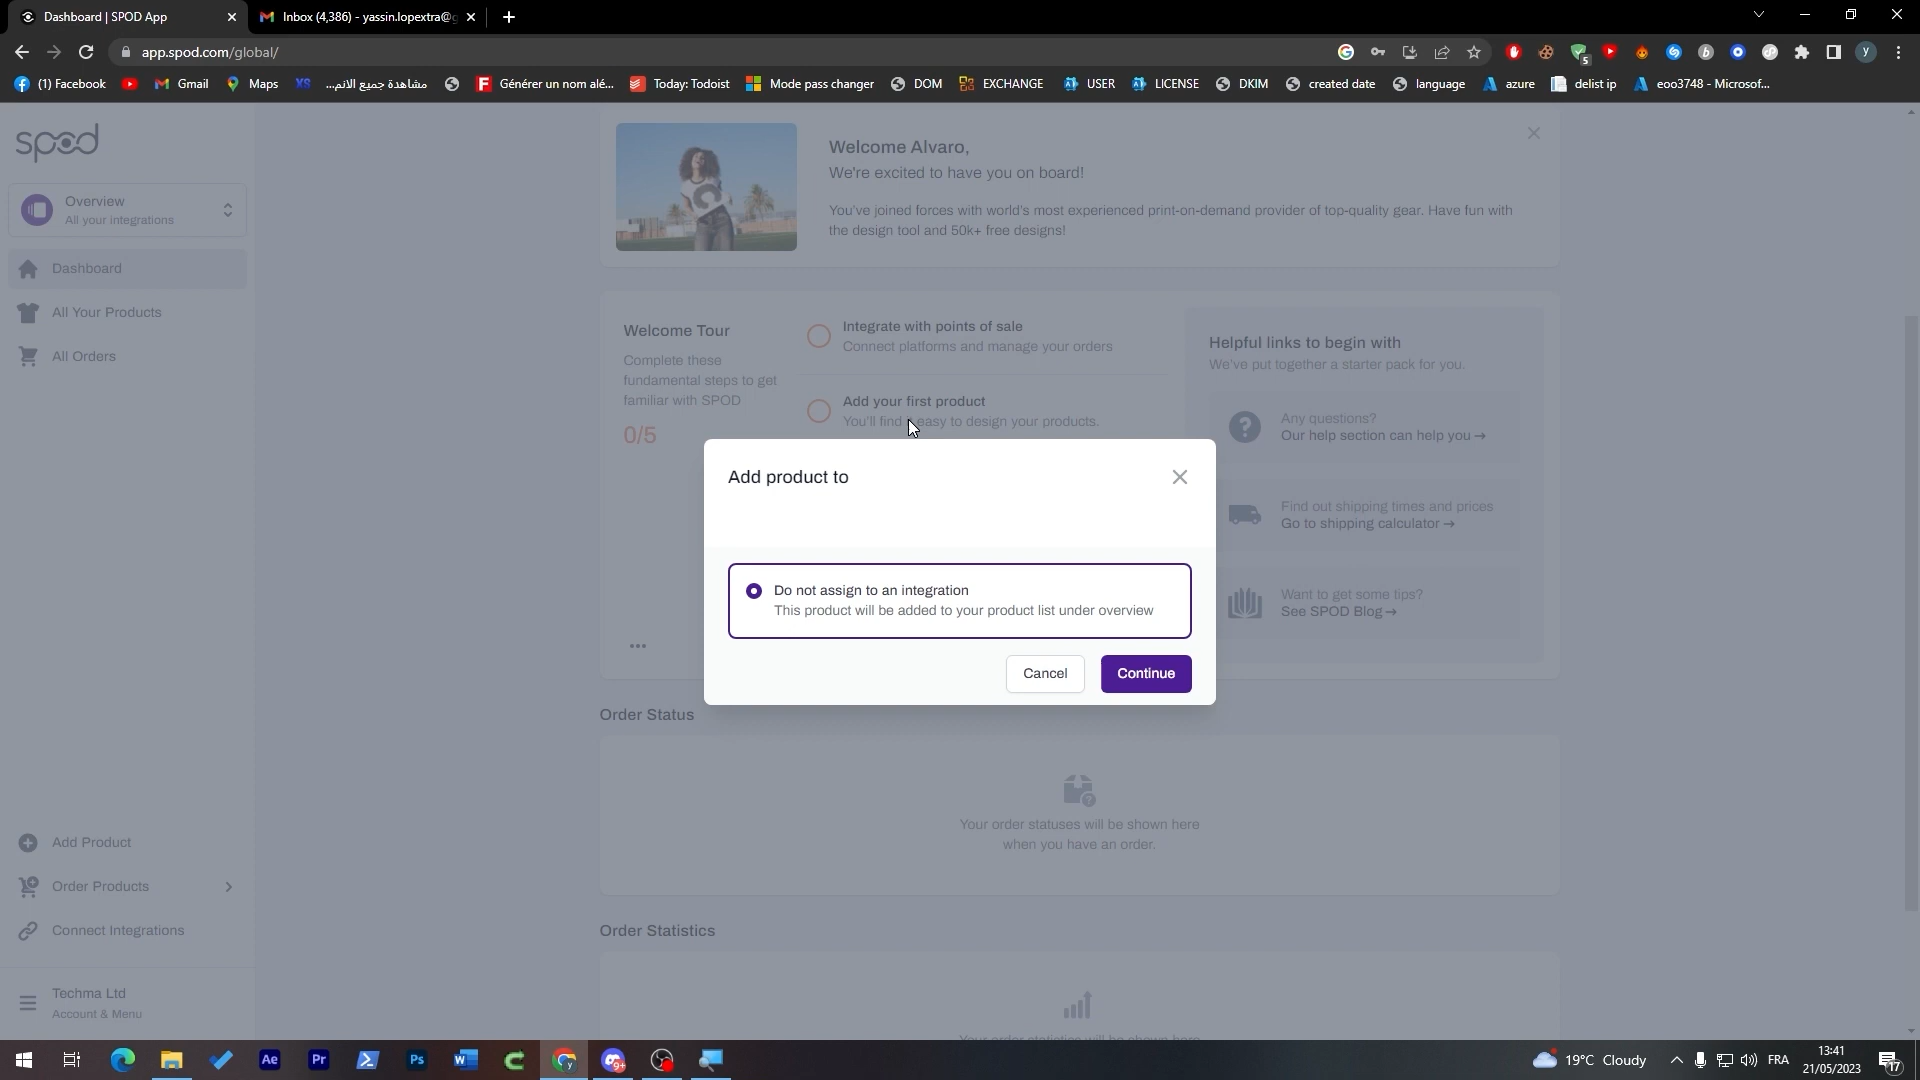 Dashboard | SPOD App
Inbox (4,386) - yassin.lopextra@g
app.spod.com/global/
5
y
(1) Facebook
Gmail
Maps
XS
مشاهدة جميع الانم...
Générer un nom alé...
Today: Todoist
Mode pass changer
DOM
EXCHANGE
USER
LICENSE
DKIM
created date
language
azure
delist ip
eoo3748 - Microsof...
spod
Overview
All your integrations
Dashboard
All Your Products
All Orders
Welcome Alvaro,
We're excited to have you on board!
You've joined forces with world's most experienced print-on-demand provider of top-quality gear. Have fun with
the design tool and 50k+ free designs!
Welcome Tour
Complete these
fundamental steps to get
familiar with SPOD
0/5
Integrate with points of sale
Connect platforms and manage your orders
Add your first product
You'll find easy to design your products.
Helpful links to begin with
We've put together a starter pack for you.
Any questions?
Our help section can help you →
Find out shipping times and prices
Go to shipping calculator →
Want to get some tips?
See SPOD Blog →
Add product to
Do not assign to an integration
This product will be added to your product list under overview
Cancel
Continue
Order Status
Your order statuses will be shown here
when you have an order.
Order Statistics
Add Product
Order Products
Connect Integrations
Techma Ltd
Account & Menu
Ae
Pr
Ps
W
9+
19°C Cloudy
FRA
13:41
21/05/2023
17